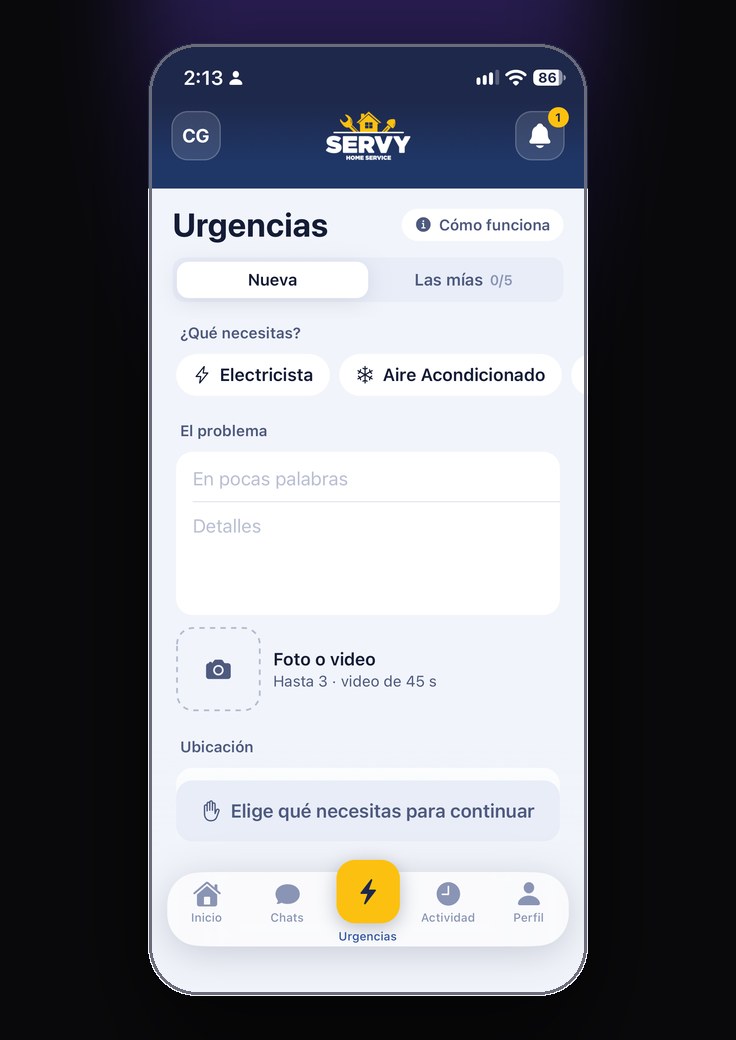 2:13
86
CG
SERVY
HOME SERVICE
1
Urgencias
Cómo funciona
Nueva
Las mías 0/5
¿Qué necesitas?
Electricista
Aire Acondicionado
El problema
En pocas palabras
Detalles
Foto o video
Hasta 3 · video de 45 s
Ubicación
Elige qué necesitas para continuar
Inicio
Chats
Urgencias
Actividad
Perfil